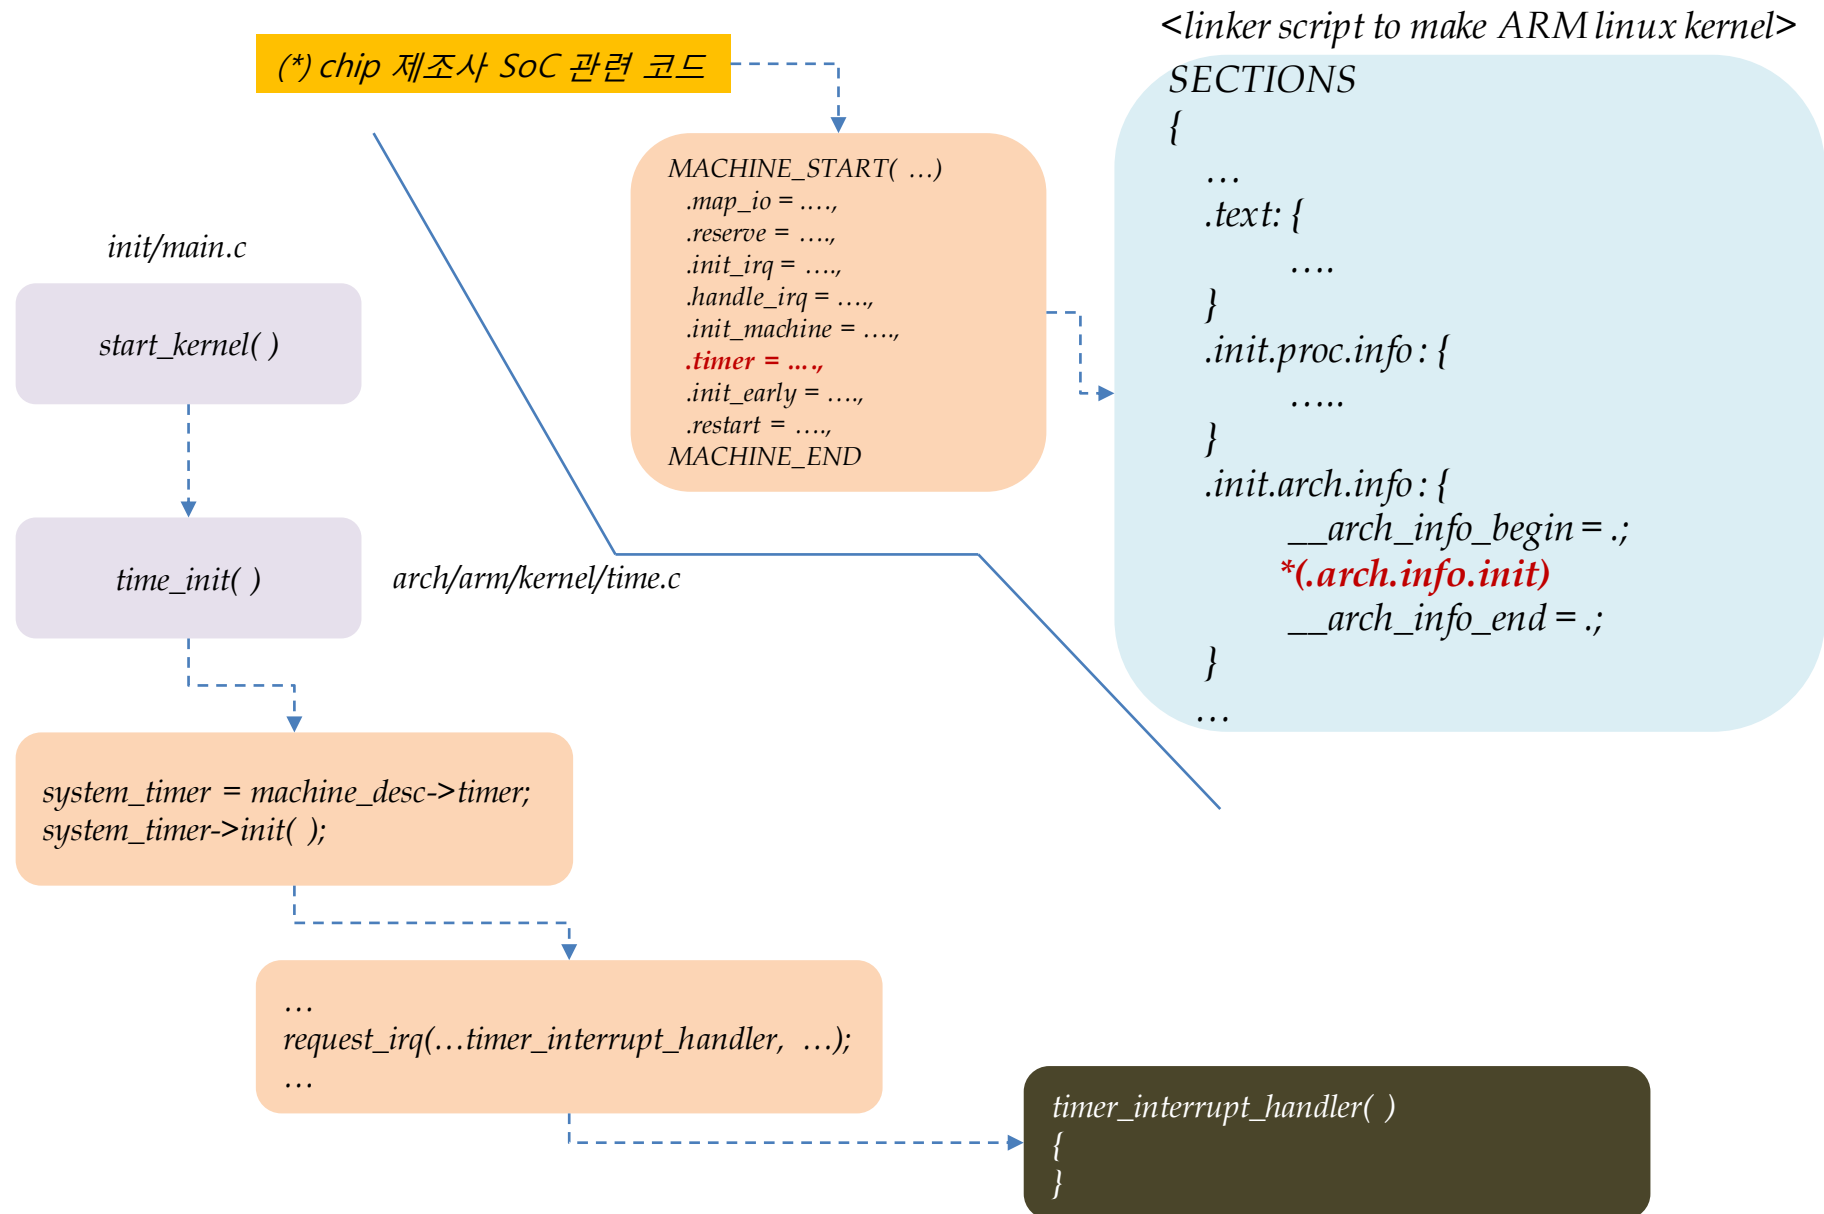 <linker script to make ARM linux kernel>
(*) chip 제조사 SoC 관련 코드
MACHINE_START( …)
.map_io = ….,
.reserve = ….,
.init_irq = ….,
.handle_irq = ….,
.init_machine = ….,
.timer = ….,
.init_early = ….,
.restart = ….,
MACHINE_END
SECTIONS
{
…
.text: {
….
}
.init.proc.info : {
…..
}
.init.arch.info : {
__arch_info_begin = .;
*(.arch.info.init)
__arch_info_end = .;
}
…
init/main.c
start_kernel( )
time_init( )
arch/arm/kernel/time.c
system_timer = machine_desc->timer;
system_timer->init( );
…
request_irq(…timer_interrupt_handler, …);
…
timer_interrupt_handler( )
{
}